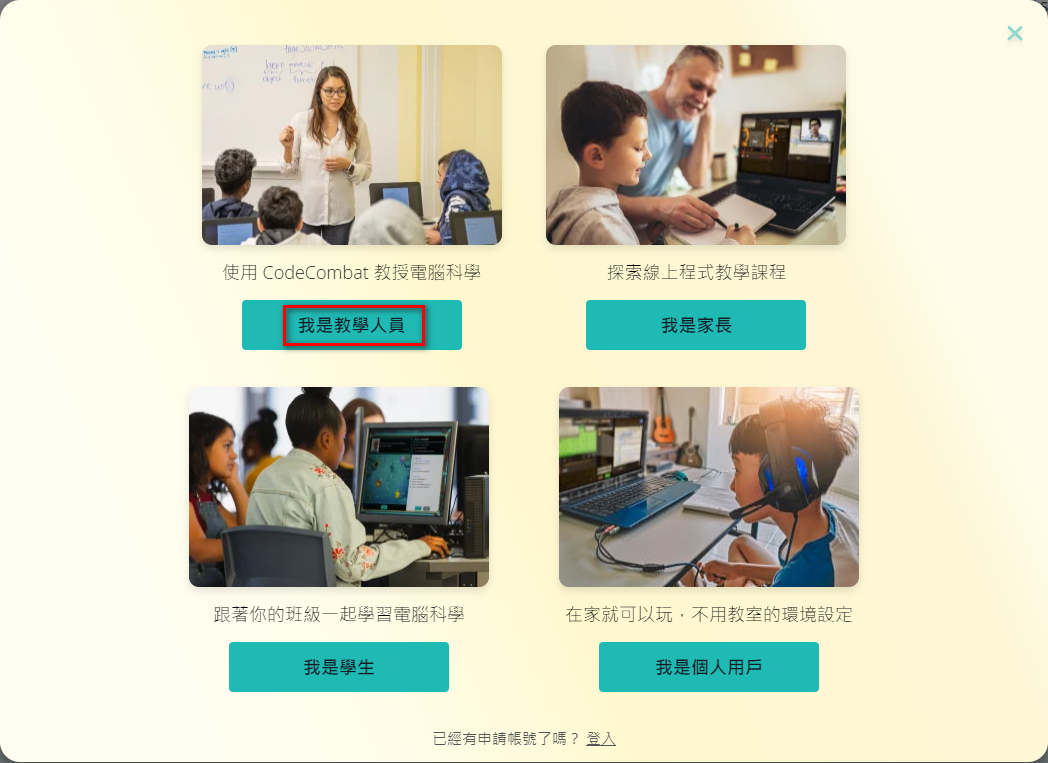 使用 CodeCombat 教授電腦科學
探索線上程式教學課程
我是教學人員
我是家長
跟著你的班級一起學習電腦科學
在家就可以玩，不用教室的環境設定
我是學生
我是個人用戶
已經有申請帳號了嗎？ 登入